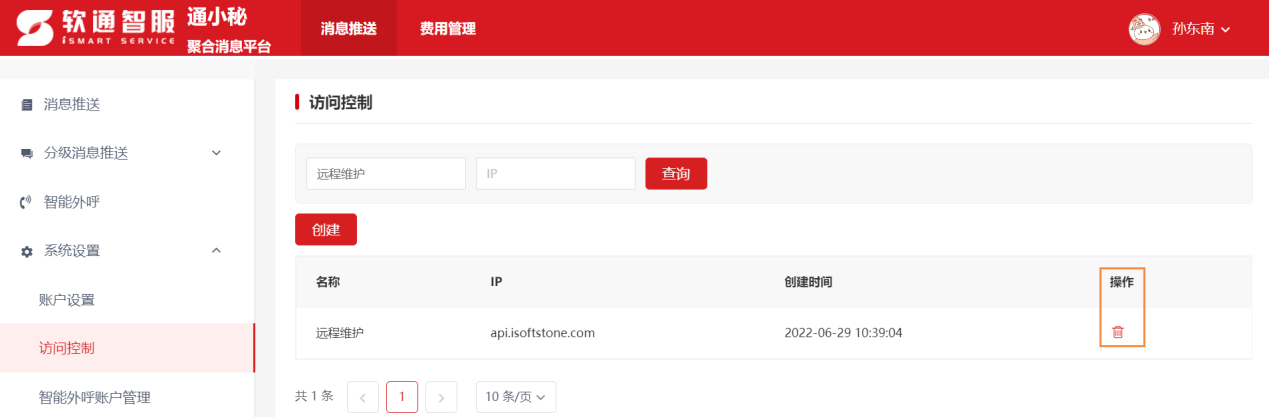 软通智服 通小秘 消息推送 费用管理 孙东南
iSMART SERVICE 聚合消息平台
消息推送
分级消息推送
智能外呼
系统设置
账户设置
访问控制
智能外呼账户管理
访问控制
远程维护 IP 查询
创建
名称 IP 创建时间 操作
远程维护 api.isoftstone.com 2022-06-29 10:39:04
共 1 条 < 1 > 10 条/页